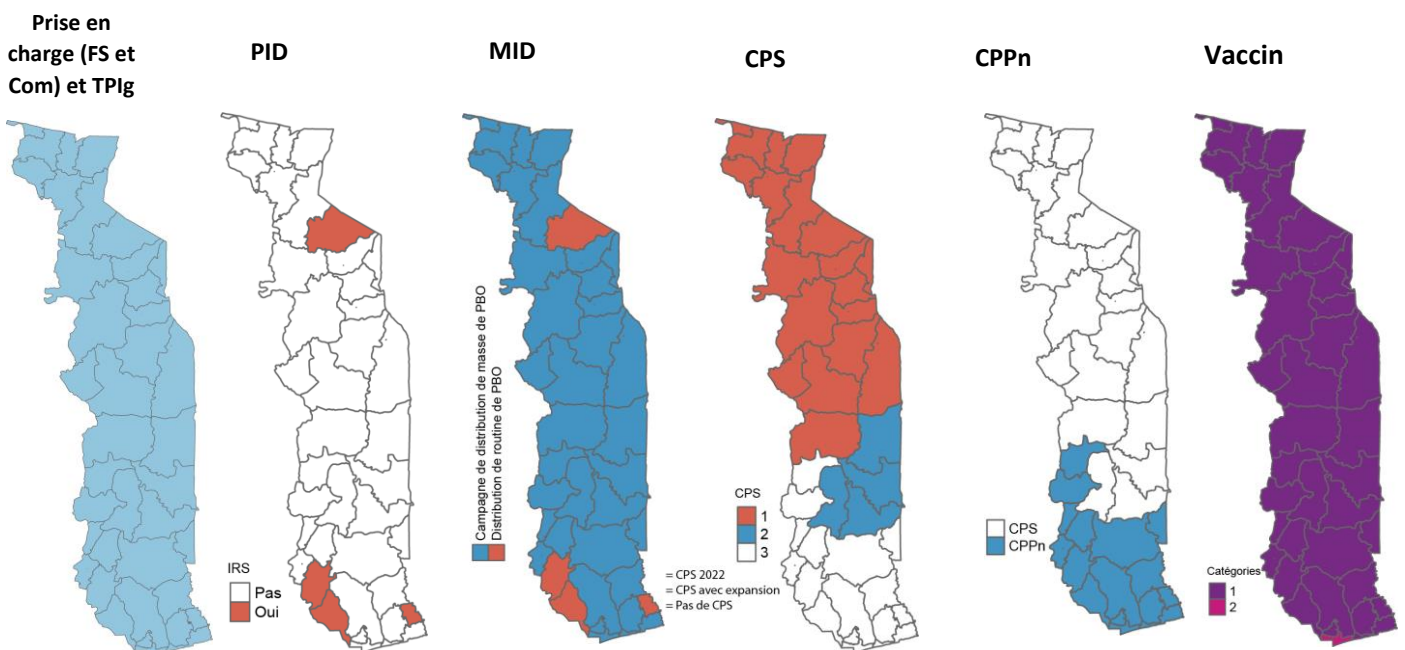 Prise en
charge (FS et
Com) et TPIg
PID
MID
CPS
CPPn
Vaccin
IRS
Pas
Oui
Campagne de distribution de masse de PBO
Distribution de routine de PBO
CPS
1
2
3
= CPS 2022
= CPS avec expansion
= Pas de CPS
CPS
CPPn
Catégories
1
2